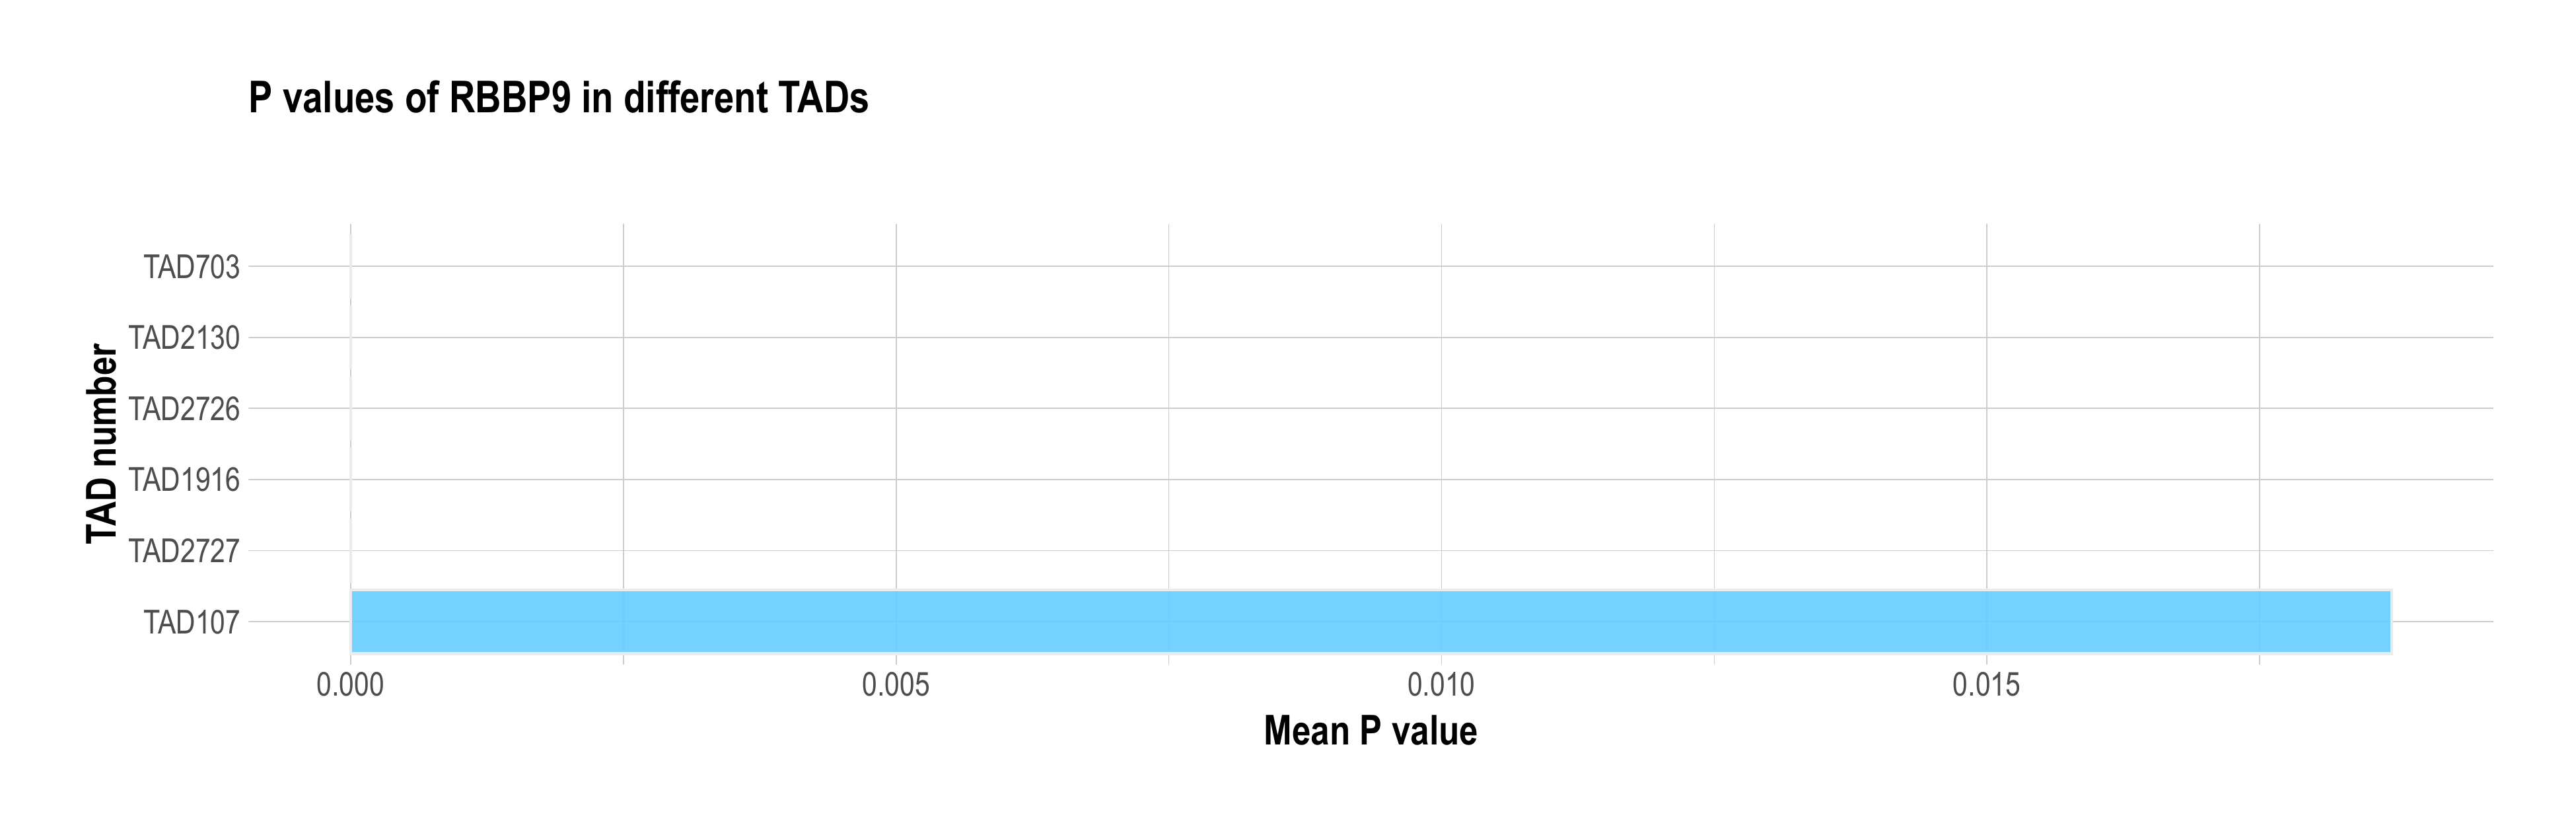 P values of RBBP9 in different TADs
TAD number
TAD703
TAD2130
TAD2726
TAD1916
TAD2727
TAD107
0.000 0.005 0.010 0.015
Mean P value